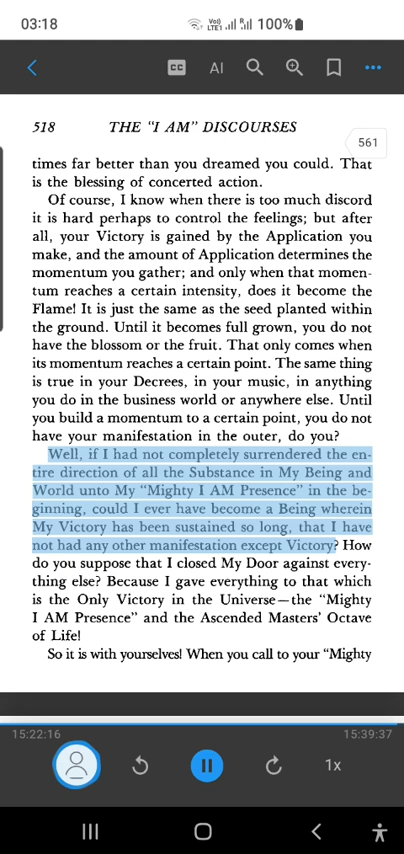 03:18
Vo)) LTE1 R 100%
CC AI
518 THE "I AM" DISCOURSES
561
times far better than you dreamed you could. That
is the blessing of concerted action.
Of course, I know when there is too much discord
it is hard perhaps to control the feelings; but after
all, your Victory is gained by the Application you
make, and the amount of Application determines the
momentum you gather; and only when that momen-
tum reaches a certain intensity, does it become the
Flame! It is just the same as the seed planted within
the ground. Until it becomes full grown, you do not
have the blossom or the fruit. That only comes when
its momentum reaches a certain point. The same thing
is true in your Decrees, in your music, in anything
you do in the business world or anywhere else. Until
you build a momentum to a certain point, you do not
have your manifestation in the outer, do you?
Well, if I had not completely surrendered the en-
tire direction of all the Substance in My Being and
World unto My "Mighty I AM Presence" in the be-
ginning, could I ever have become a Being wherein
My Victory has been sustained so long, that I have
not had any other manifestation except Victory? How
do you suppose that I closed My Door against every-
thing else? Because I gave everything to that which
is the Only Victory in the Universe—the "Mighty
I AM Presence" and the Ascended Masters' Octave
of Life!
So it is with yourselves! When you call to your "Mighty
15:22:16 15:39:37
1x